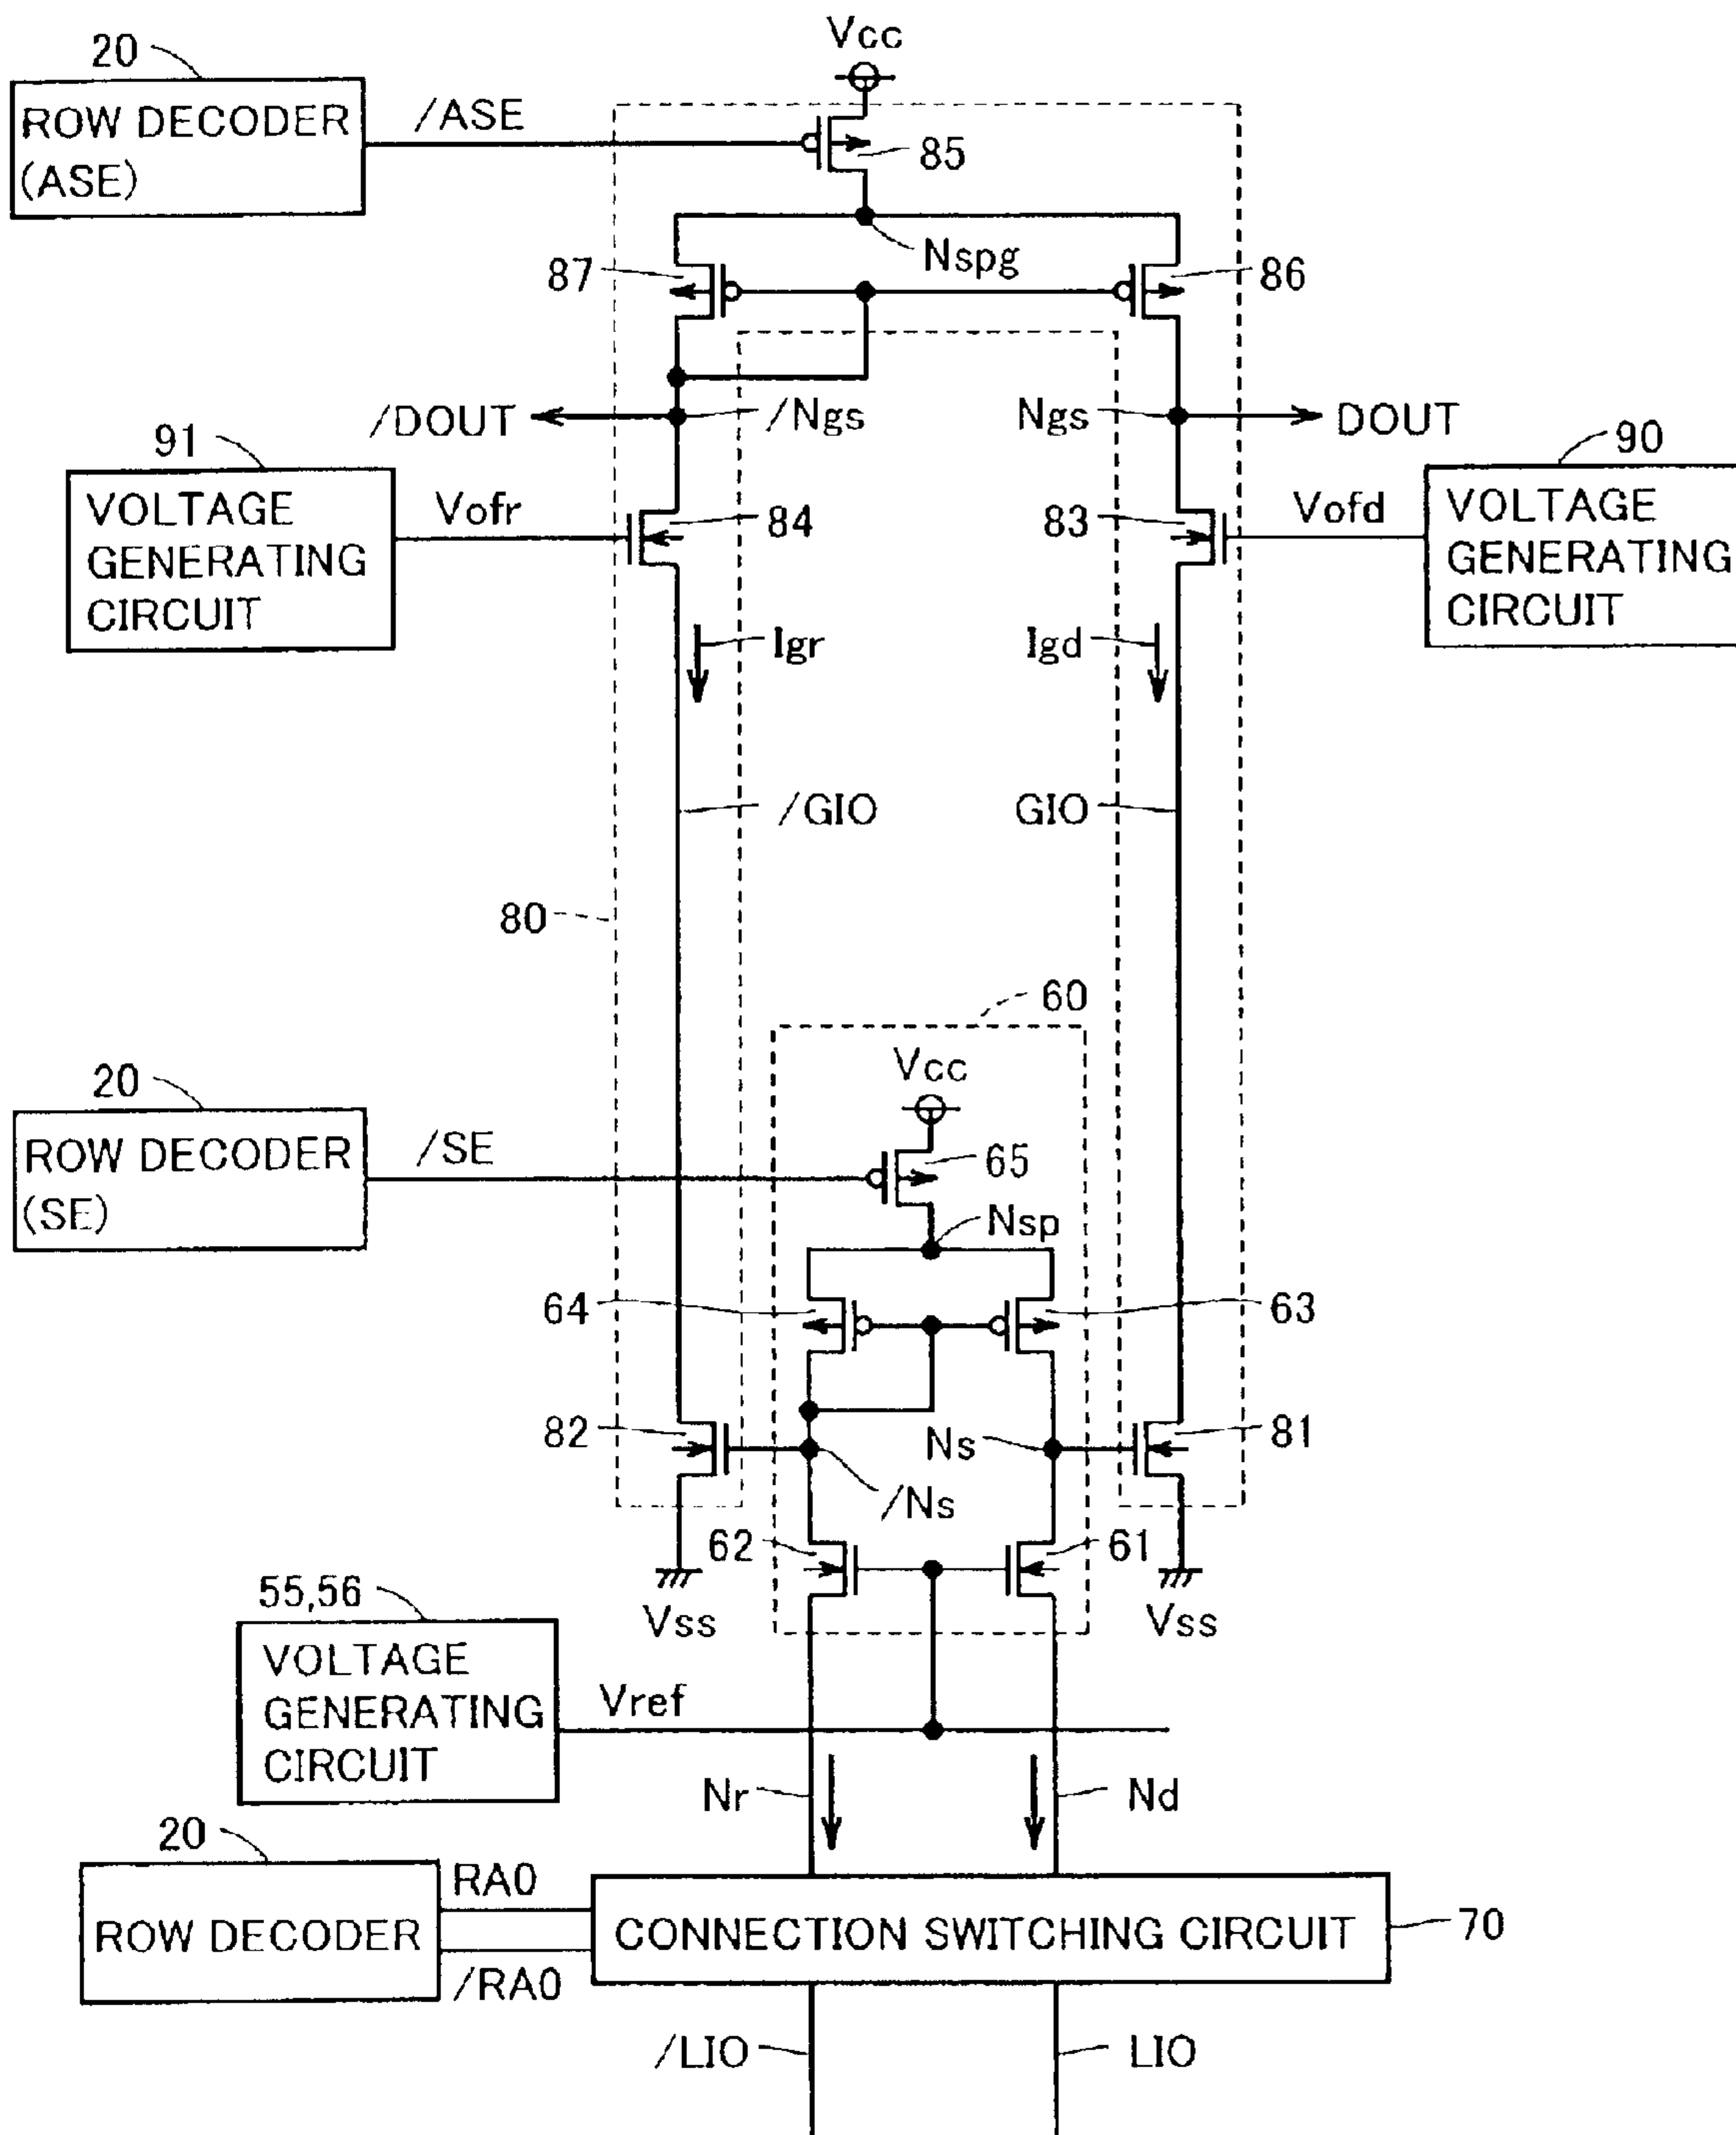 Vcc
20
ROW DECODER
(ASE)
/ASE
85
Nspg
87
86
/DOUT
/Ngs
Ngs
DOUT
91
VOLTAGE
GENERATING
CIRCUIT
Vofr
84
83
Vofd
90
VOLTAGE
GENERATING
CIRCUIT
Igr
Igd
/GIO
GIO
80
60
Vcc
20
ROW DECODER
(SE)
/SE
65
Nsp
64
63
82
Ns
81
/Ns
62
61
55,56
VOLTAGE
GENERATING
CIRCUIT
Vss
Vss
Vref
Nr
Nd
20
ROW DECODER
RA0
/RA0
CONNECTION SWITCHING CIRCUIT
70
/LIO
LIO